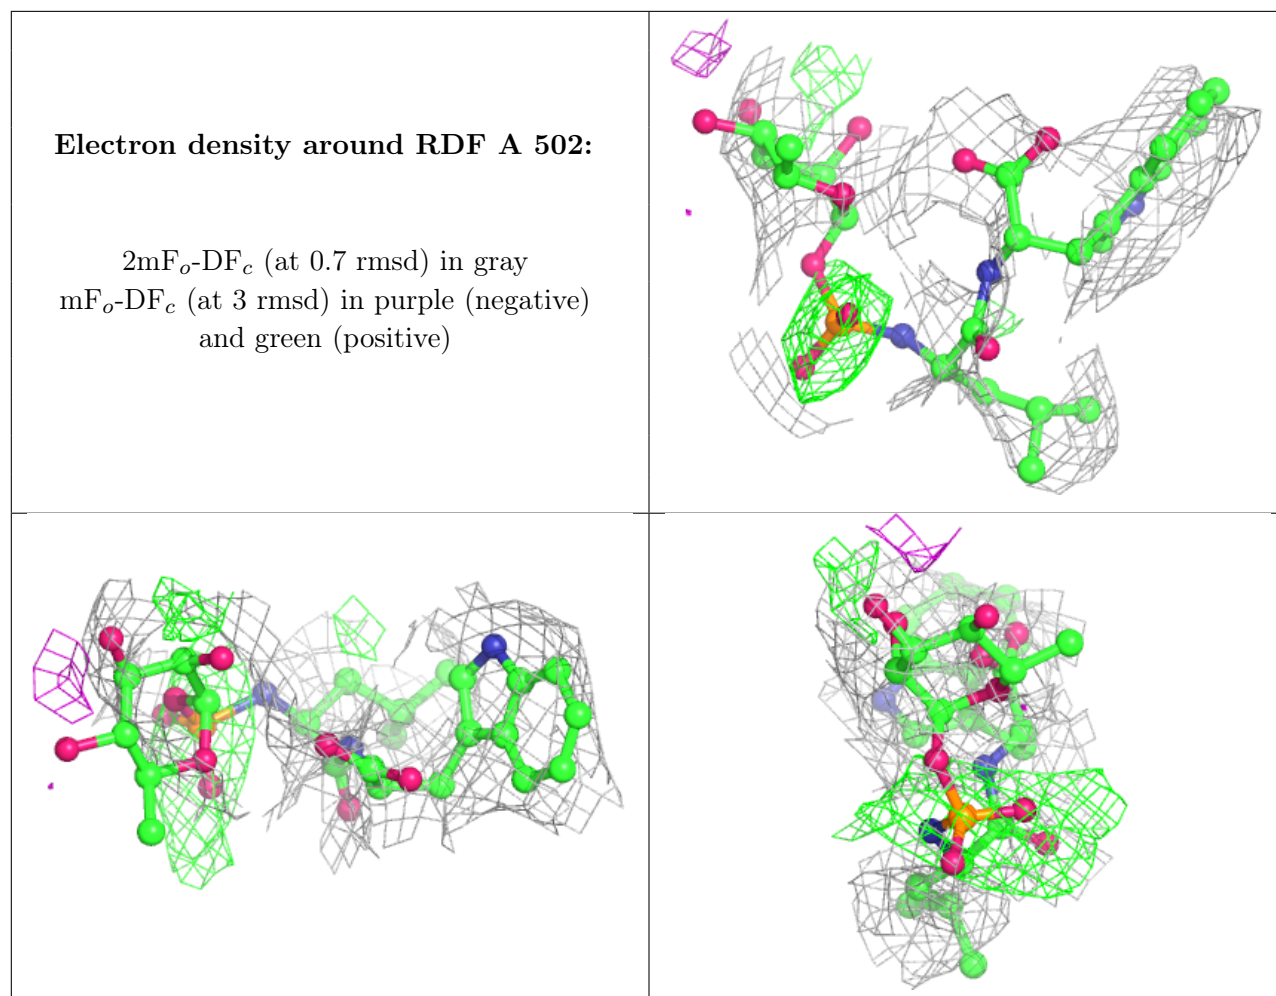 Electron density around RDF A 502:
2mFₒ-DF𝑐 (at 0.7 rmsd) in gray
mFₒ-DF𝑐 (at 3 rmsd) in purple (negative)
and green (positive)